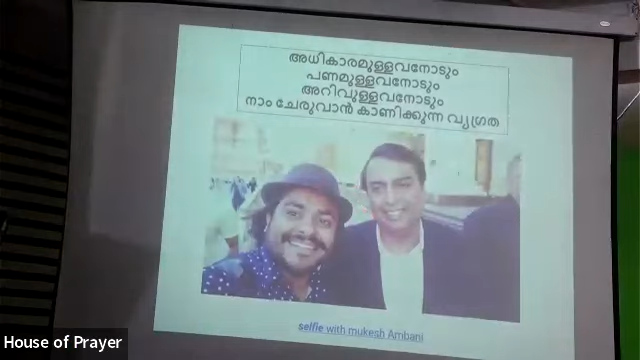 അധികാരമുള്ളവനോടും
പണമുള്ളവനോടും
അറിവുള്ളവനോടും
നാം ചേരുവാൻ കാണിക്കുന്ന വ്യഗ്രത
selfie with mukesh Ambani
House of Prayer